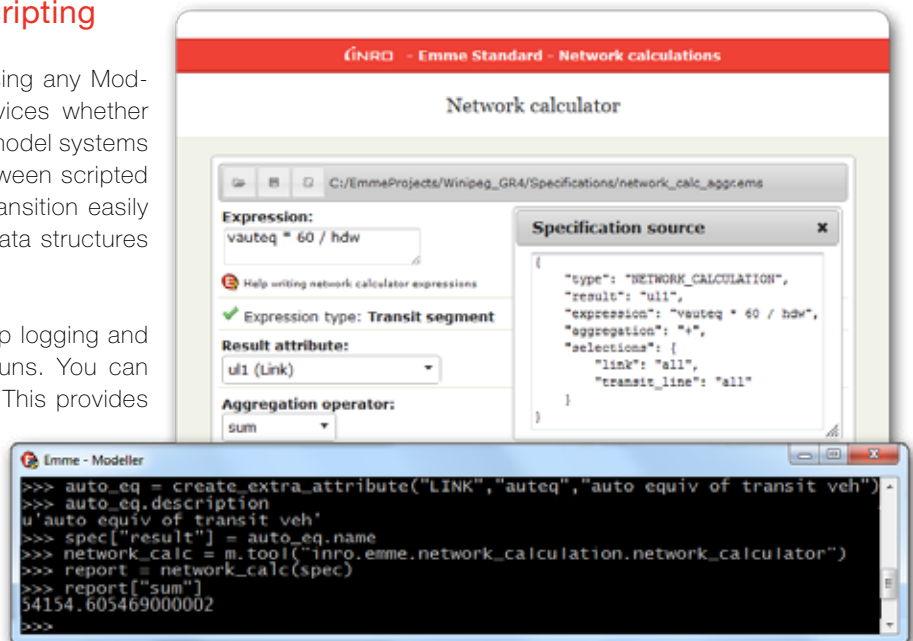 ripting
sing any Mod-
vices whether
nodel systems
ween scripted
ansition easily
ata structures
p logging and
uns. You can
This provides
INRO - Emme Standard - Network calculations
Network calculator
C:/EmmeProjects/Winipeg_GR4/Specifications/network_calc_aggr.ems
Expression:
vauteq * 60 / hdw
Help writing network calculator expressions
Expression type: Transit segment
Result attribute:
ul1 (Link)
Aggregation operator:
sum
Specification source x
{
"type": "NETWORK_CALCULATION",
"result": "ul1",
"expression": "vauteq * 60 / hdw",
"aggregation": "+",
"selections": {
"link": "all",
"transit_line": "all"
}
}
Emme - Modeller
>>> auto_eq = create_extra_attribute("LINK","auteq","auto equiv of transit veh")
>>> auto_eq.description
u'auto equiv of transit veh'
>>> spec["result"] = auto_eq.name
>>> network_calc = m.tool("inro.emme.network_calculation.network_calculator")
>>> report = network_calc(spec)
>>> report["sum"]
54154.605469000002
>>>